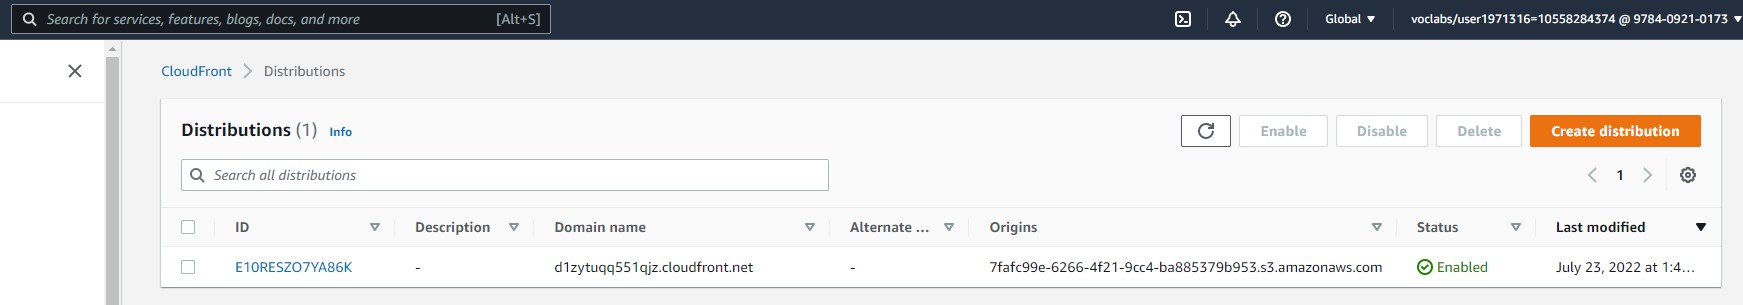 Search for services, features, blogs, docs, and more [Alt+S] Global voclabs/user1971316=10558284374 @ 9784-0921-0173
CloudFront Distributions
Distributions (1) Info Enable Disable Delete Create distribution
Search all distributions 1
ID Description Domain name Alternate ... Origins Status Last modified
E10RESZO7YA86K - d1zytuqq551qjz.cloudfront.net - 7fafc99e-6266-4f21-9cc4-ba885379b953.s3.amazonaws.com Enabled July 23, 2022 at 1:4...